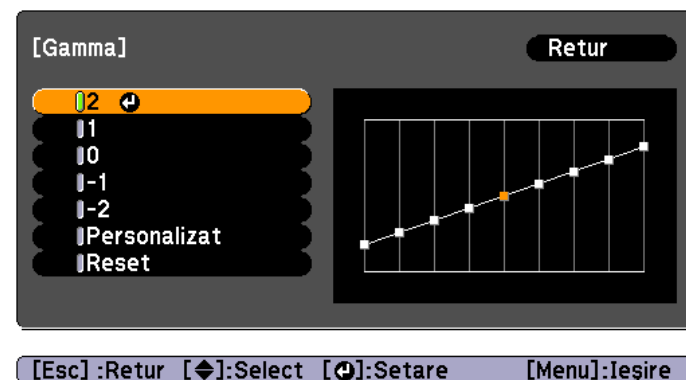 [Gamma]
Retur
2
1
0
-1
-2
Personalizat
Reset
[Esc] :Retur [◆]:Select [↵]:Setare [Menu]:Ieşire